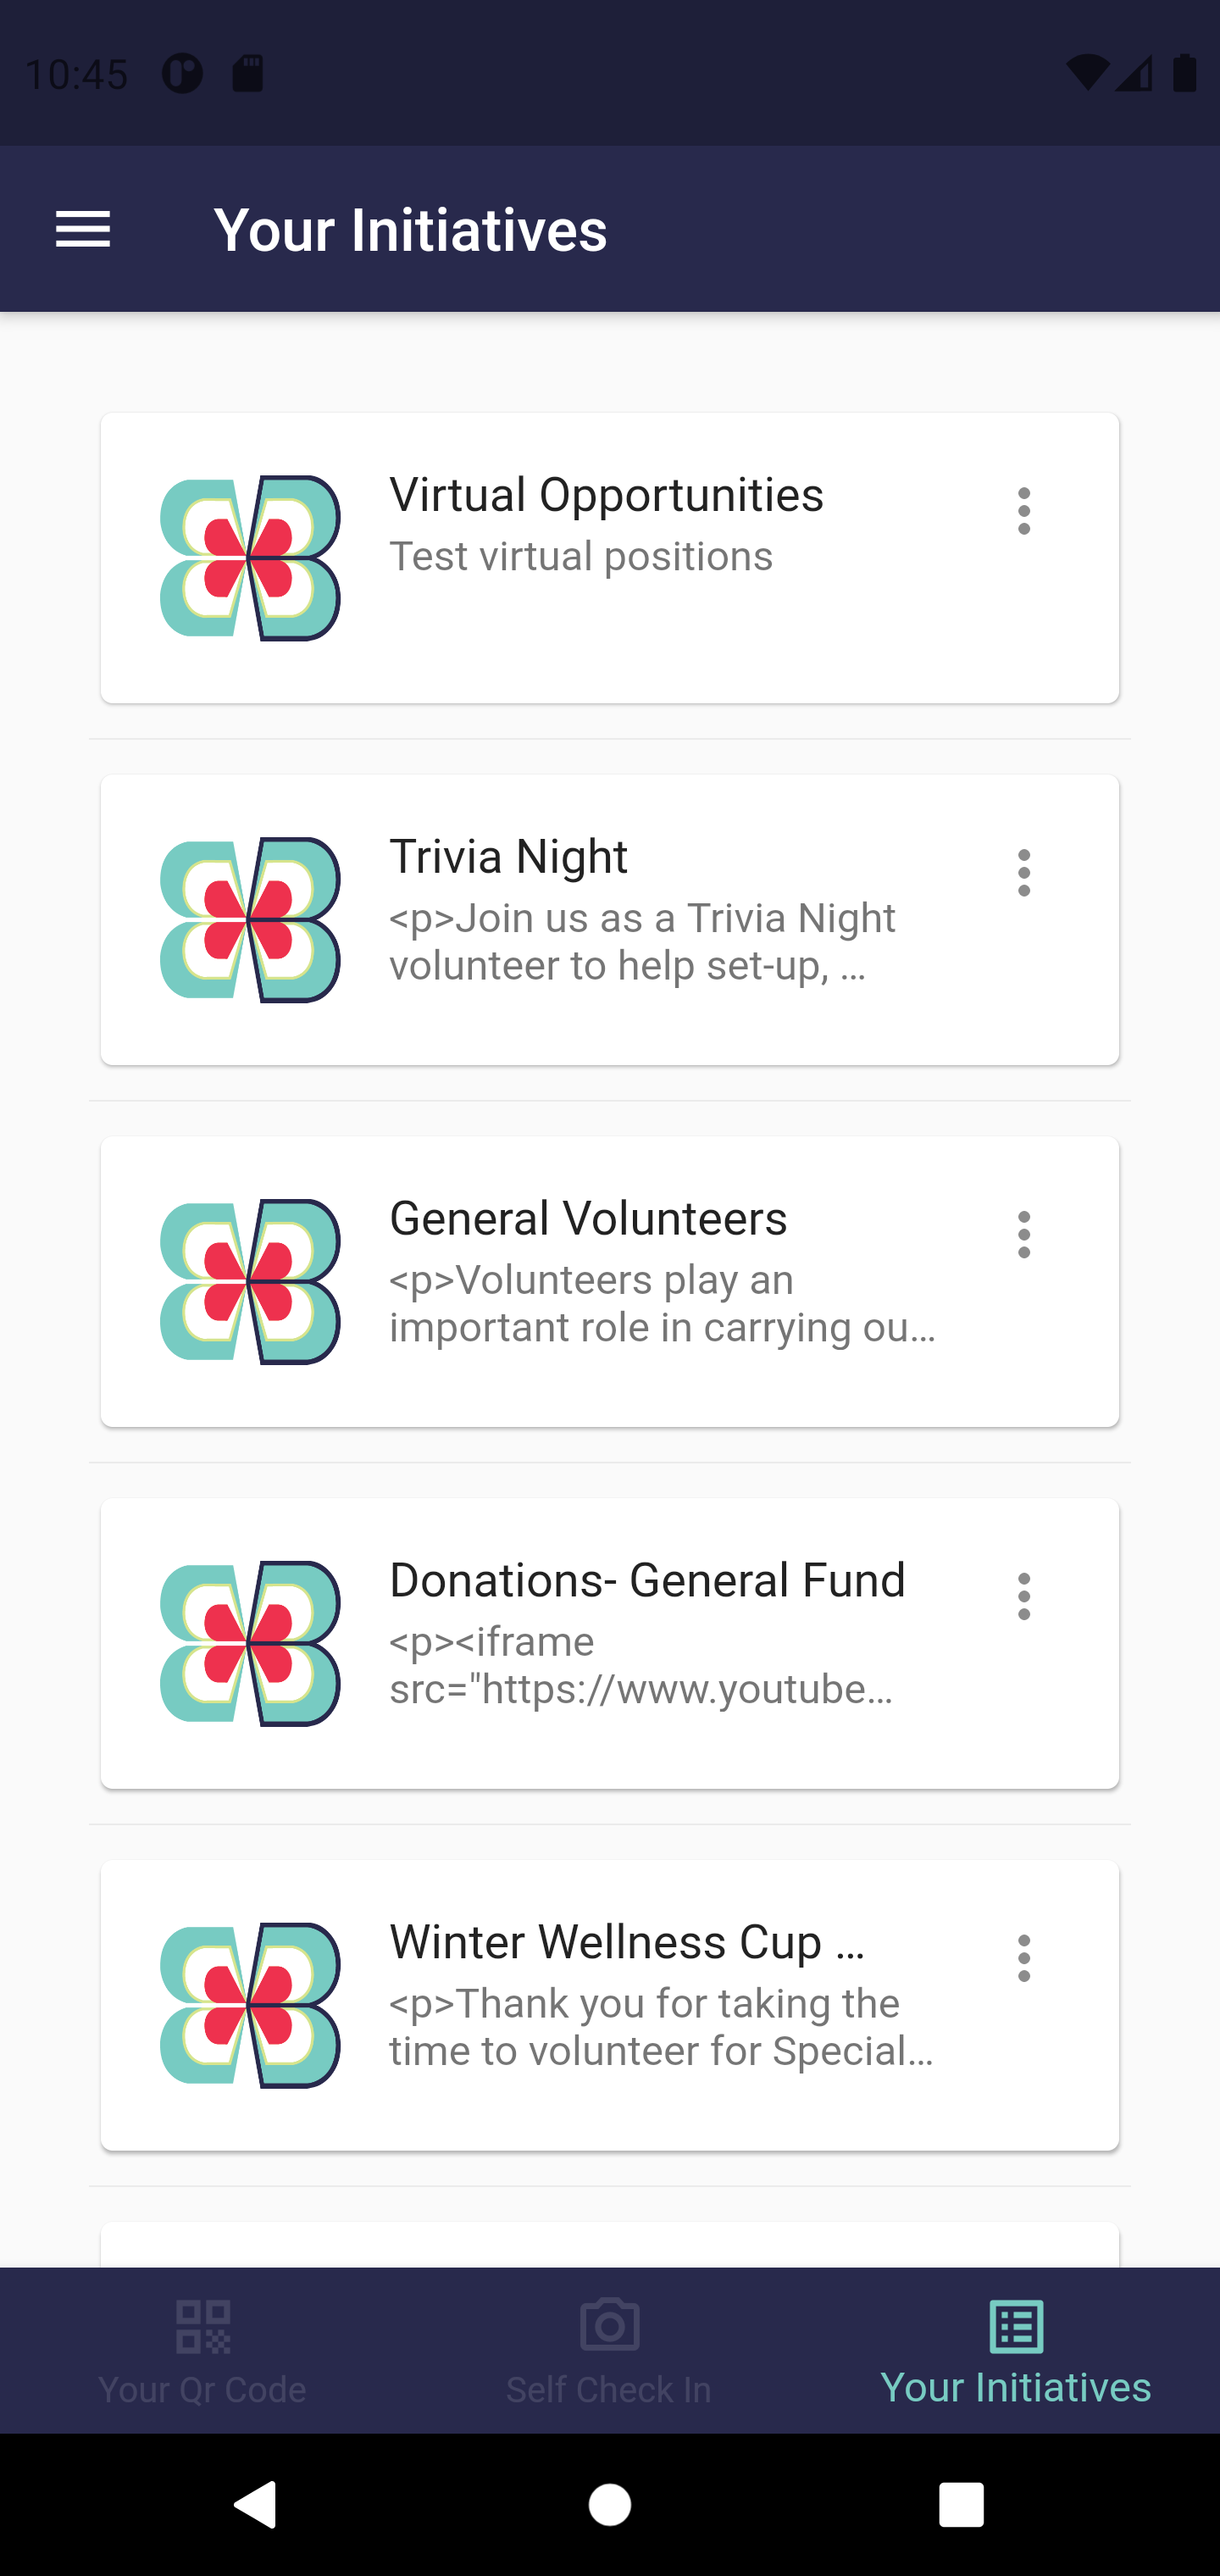 10:45
Your Initiatives
Virtual Opportunities
Test virtual positions
Trivia Night
<p>Join us as a Trivia Night
volunteer to help set-up, …
General Volunteers
<p>Volunteers play an
important role in carrying ou…
Donations- General Fund
<p><iframe
src="https://www.youtube…
Winter Wellness Cup …
<p>Thank you for taking the
time to volunteer for Special…
Your Qr Code
Self Check In
Your Initiatives